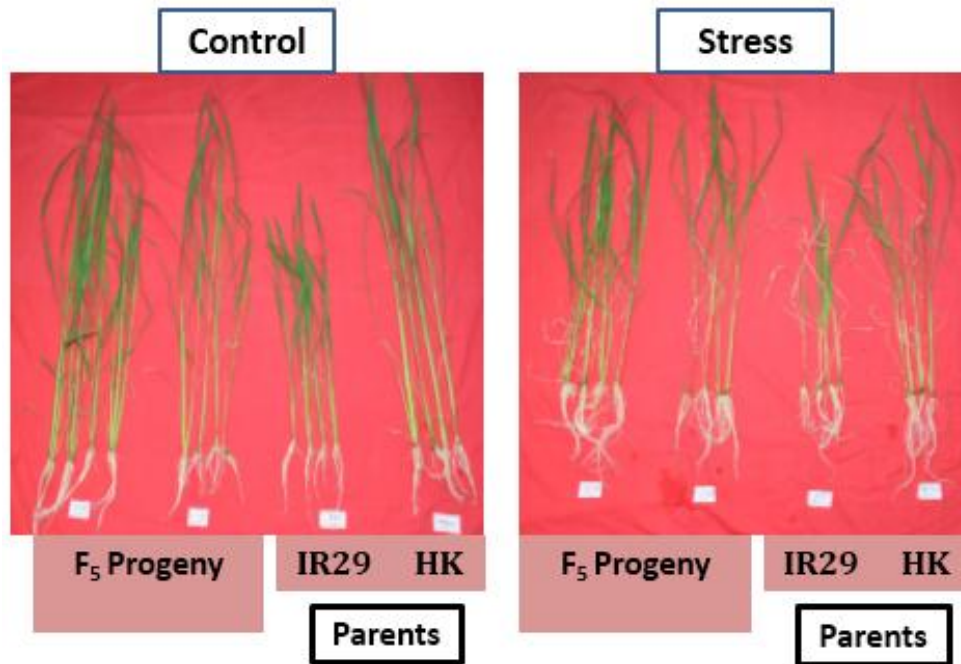 Control
Stress
F₅ Progeny
IR29
HK
F₅ Progeny
IR29
HK
Parents
Parents